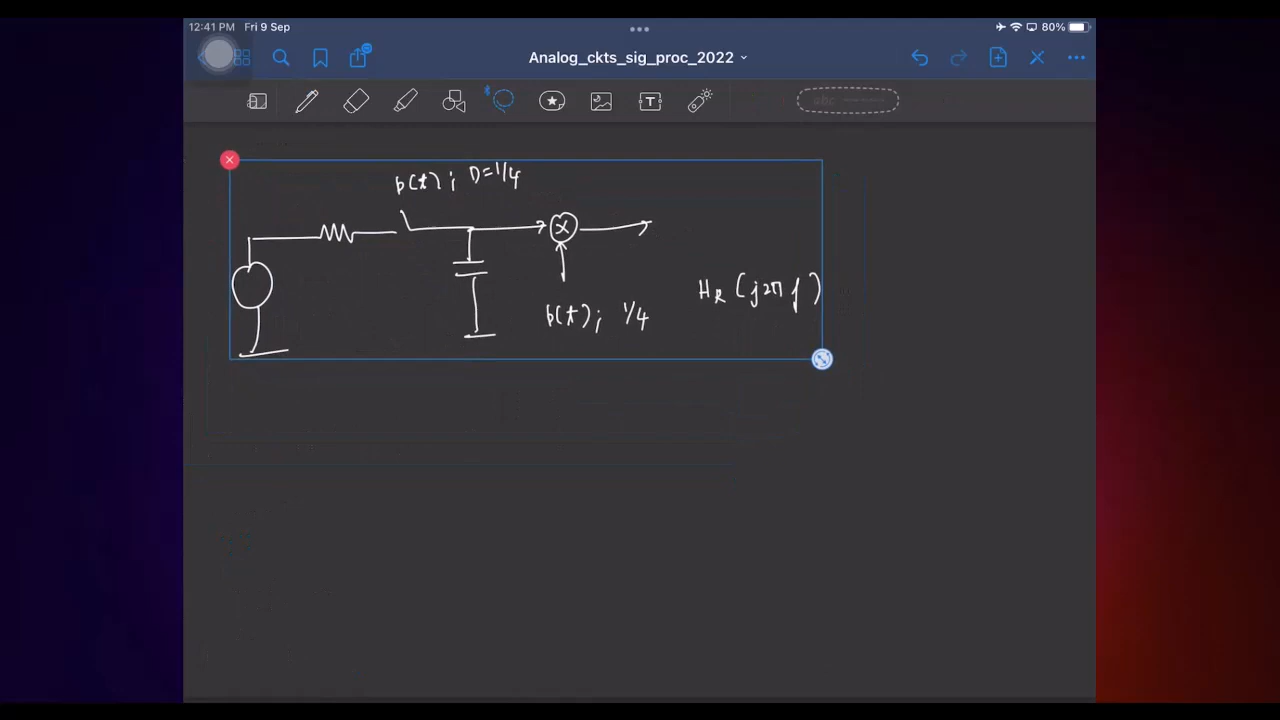 12:41 PM Fri 9 Sep
80%
Analog_ckts_sig_proc_2022
T
p(t); D=1/4
X
p(t); 1/4
H_R (j2πf)